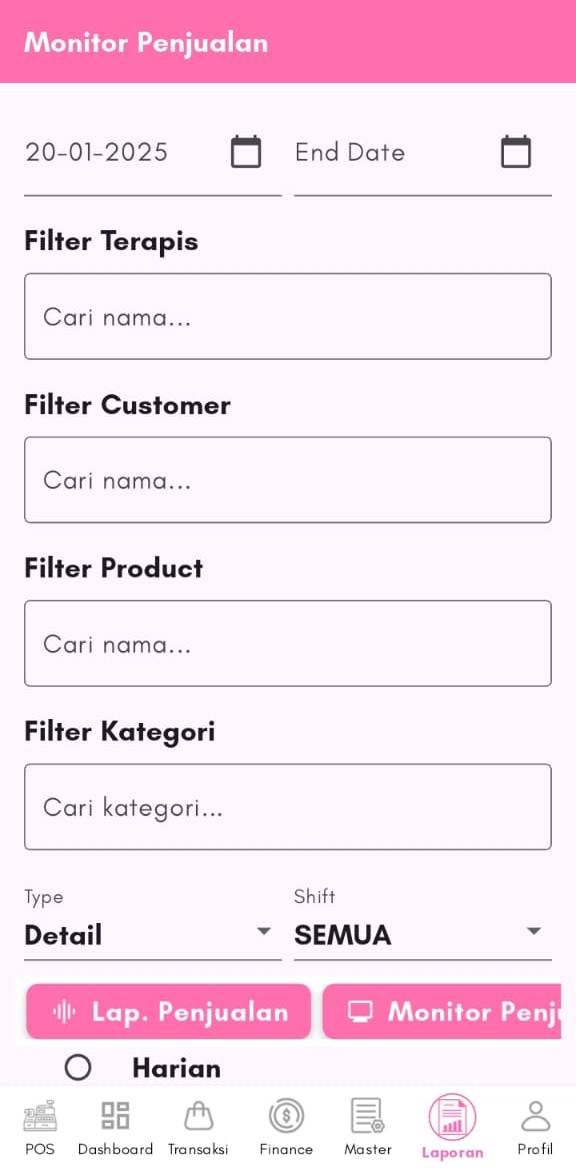 Monitor Penjualan
20-01-2025 End Date
Filter Terapis
Cari nama...
Filter Customer
Cari nama...
Filter Product
Cari nama...
Filter Kategori
Cari kategori...
Type Shift
Detail SEMUA
Lap. Penjualan Monitor Penj
Harian
POS Dashboard Transaksi Finance Master Laporan Profil